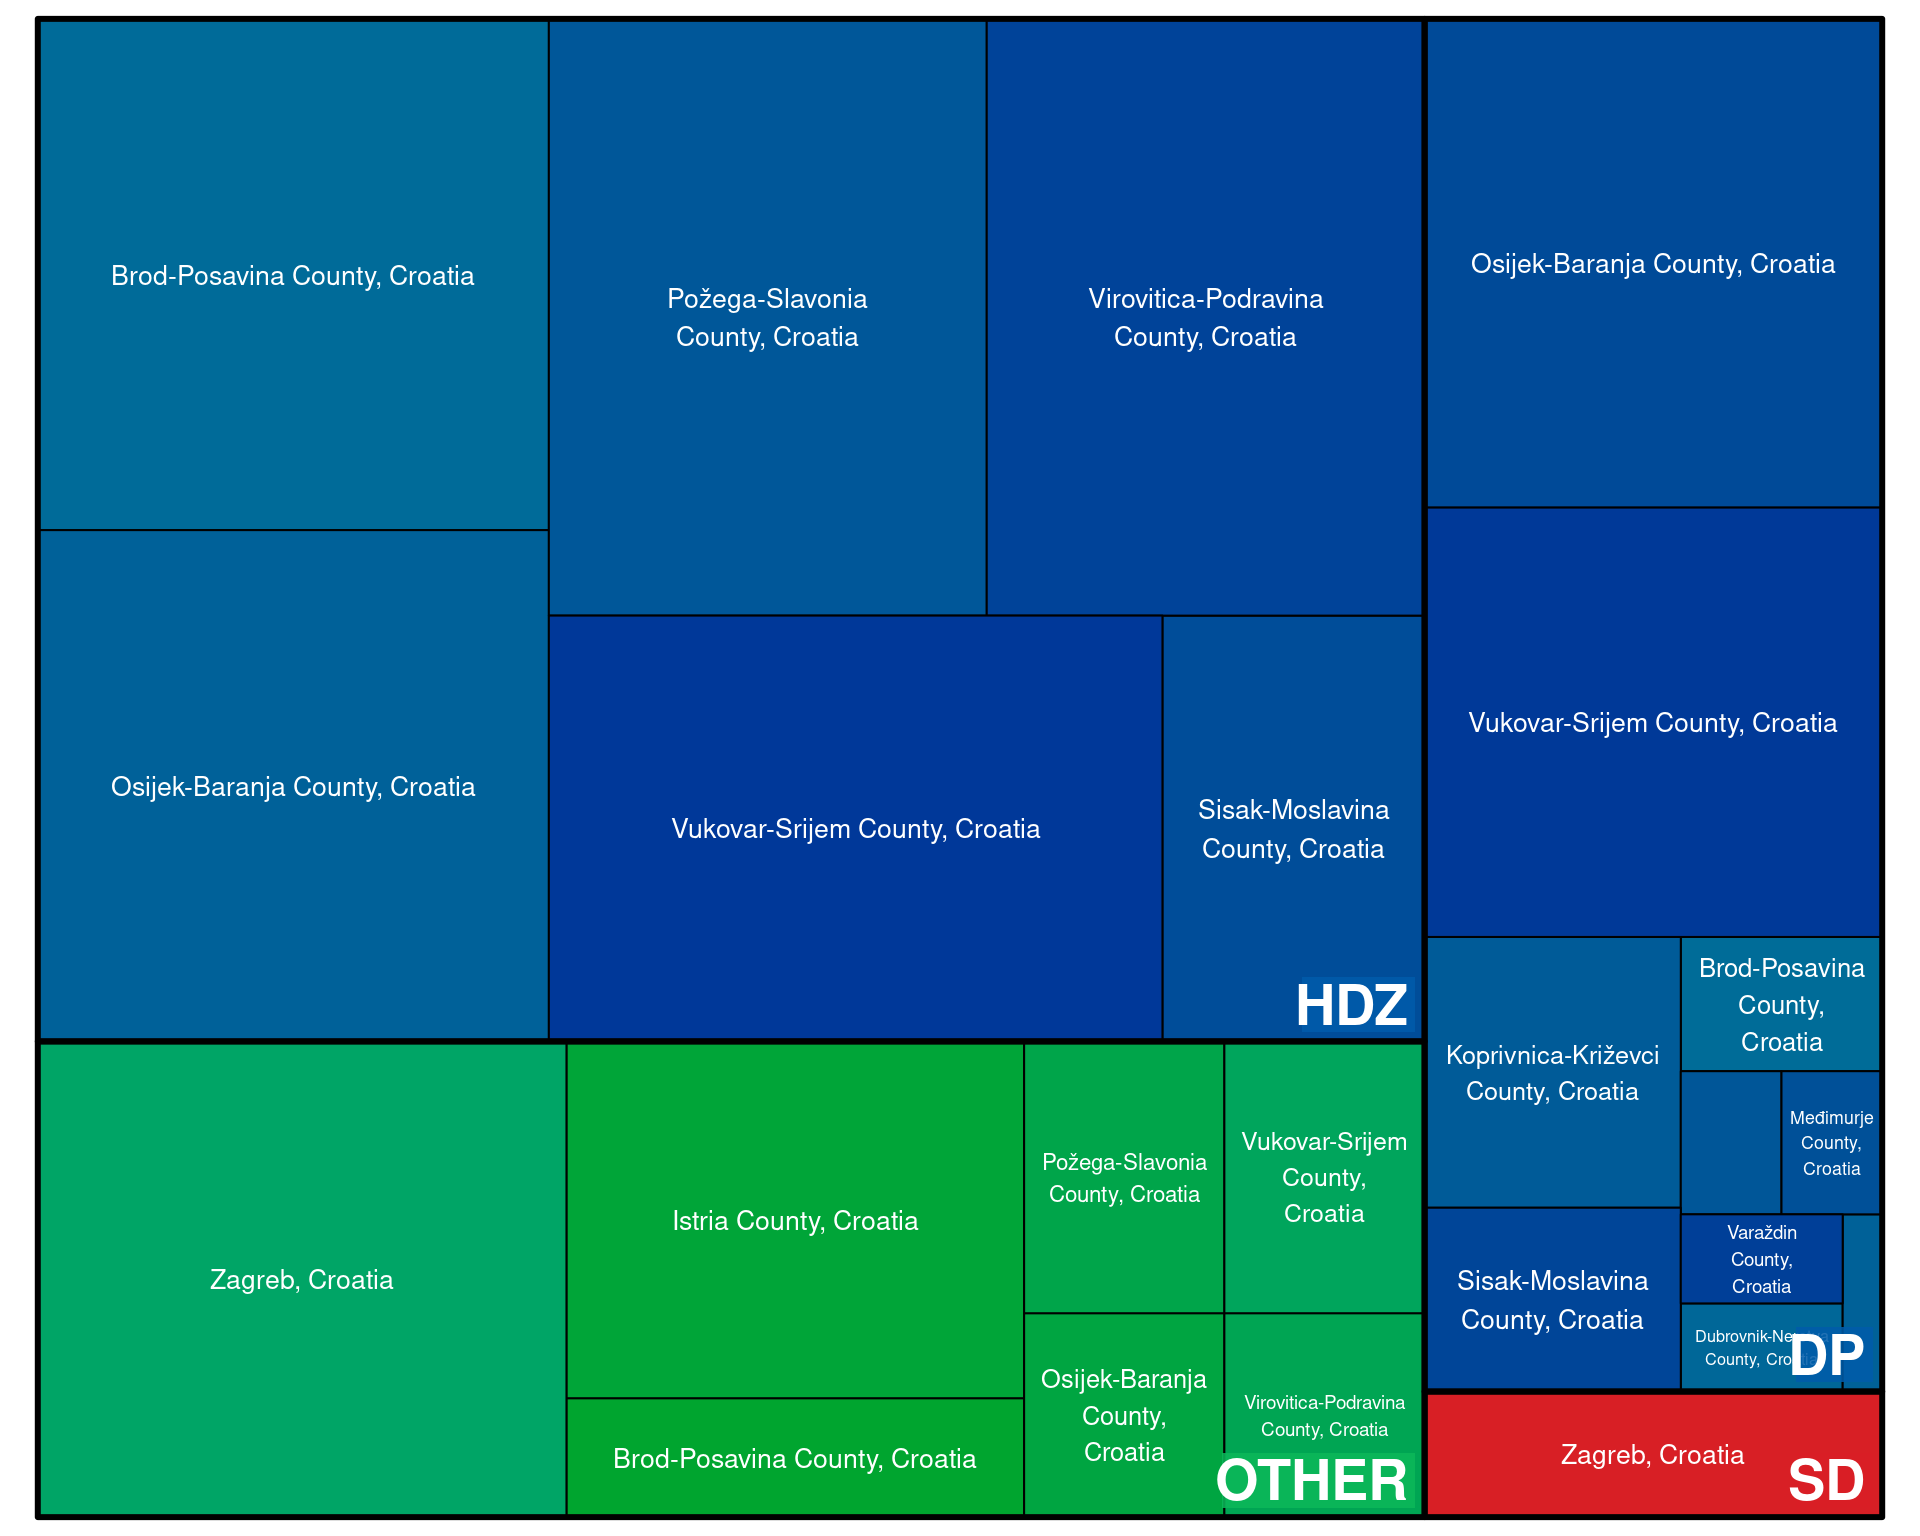 Brod-Posavina County, Croatia
Požega-Slavonia
County, Croatia
Virovitica-Podravina
County, Croatia
Osijek-Baranja County, Croatia
Vukovar-Srijem County, Croatia
Sisak-Moslavina
County, Croatia
HDZ
Osijek-Baranja County, Croatia
Vukovar-Srijem County, Croatia
Koprivnica-Križevci
County, Croatia
Brod-Posavina
County,
Croatia
Međimurje
County,
Croatia
Sisak-Moslavina
County, Croatia
Varaždin
County,
Croatia
County,
DP
Zagreb, Croatia
Istria County, Croatia
Brod-Posavina County, Croatia
Požega-Slavonia
County, Croatia
Vukovar-Srijem
County,
Croatia
Osijek-Baranja
County,
Croatia
Virovitica-Podravina
County, Croatia
OTHER
Zagreb, Croatia
SD